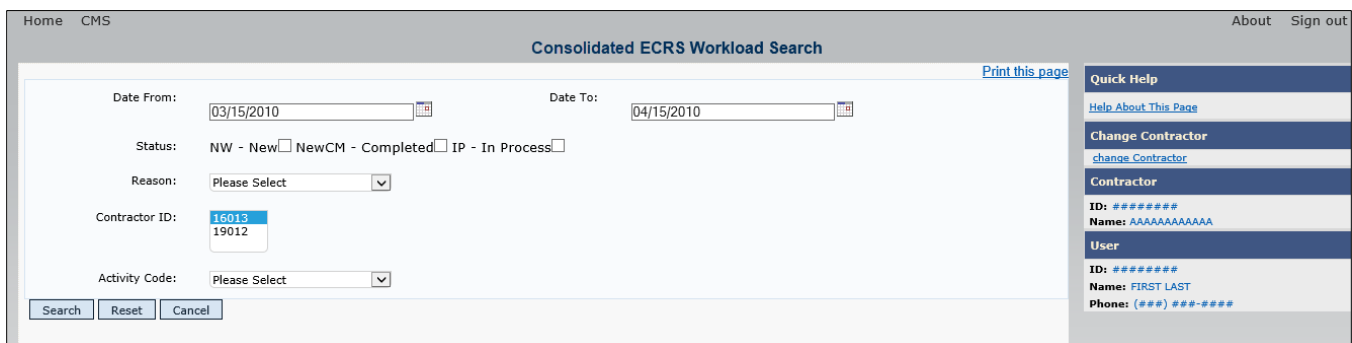 Home CMS About Sign out
Consolidated ECRS Workload Search
Print this page
Date From: 03/15/2010 Date To: 04/15/2010
Status: NW - New NewCM - Completed IP - In Process
Reason: Please Select
Contractor ID: 16013
19012
Activity Code: Please Select
Search Reset Cancel
Quick Help
Help About This Page
Change Contractor
change Contractor
Contractor
ID: ########
Name: AAAAAAAAAAAA
User
ID: ########
Name: FIRST LAST
Phone: (###) ###-####